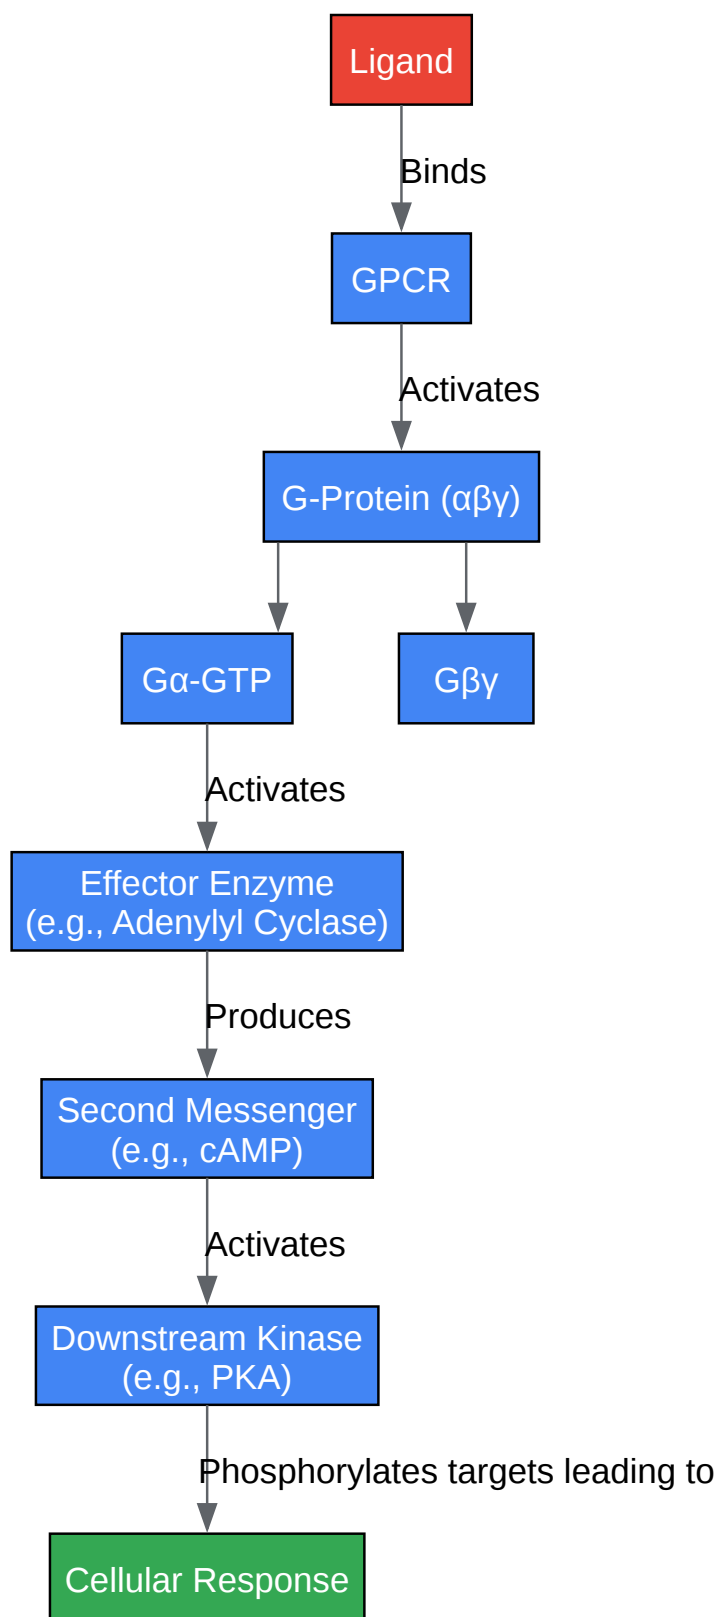 Ligand
Binds
GPCR
Activates
G-Protein (αβγ)
Gα-GTP
Gβγ
Activates
Effector Enzyme
(e.g., Adenylyl Cyclase)
Produces
Second Messenger
(e.g., cAMP)
Activates
Downstream Kinase
(e.g., PKA)
Phosphorylates targets leading to
Cellular Response